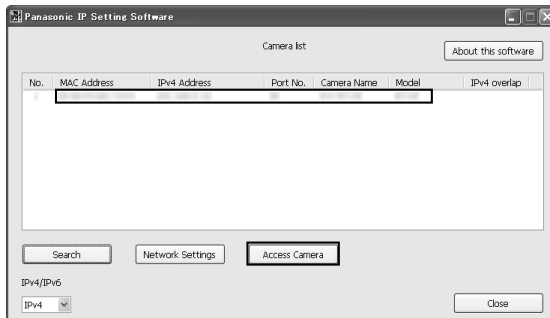 Panasonic IP Setting Software
Camera list
About this software
No. MAC Address IPv4 Address Port No. Camera Name Model IPv4 overlap
Search Network Settings Access Camera
IPv4/IPv6
IPv4 Close